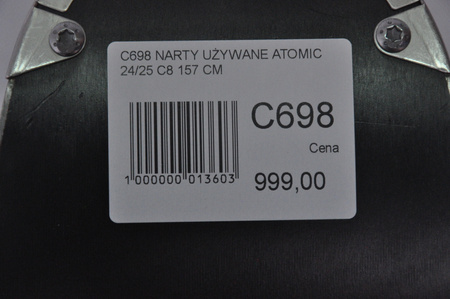 C698 NARTY UŻYWANE ATOMIC
24/25 C8 157 CM
C698
Cena
999,00
1 000000 013603